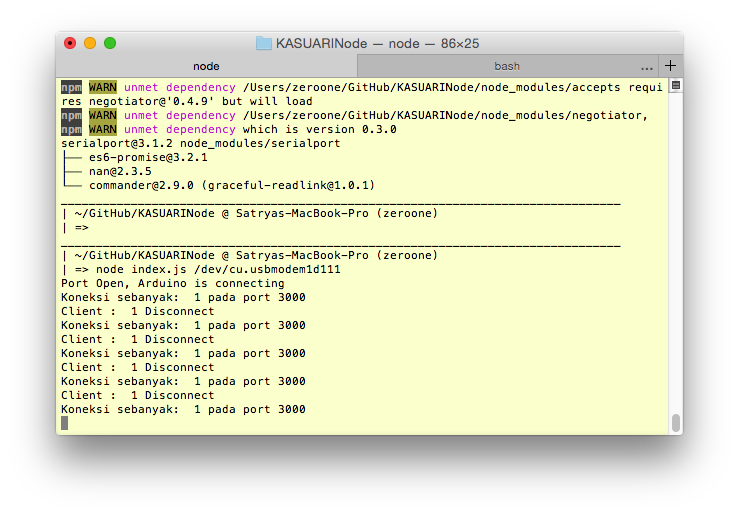 KASUARINode — node — 86×25
node
bash
...
+
npm WARN unmet dependency /Users/zeroone/GitHub/KASUARINode/node_modules/accepts requi
res negotiator@'0.4.9' but will load
npm WARN unmet dependency /Users/zeroone/GitHub/KASUARINode/node_modules/negotiator,
npm WARN unmet dependency which is version 0.3.0
serialport@3.1.2 node_modules/serialport
├── es6-promise@3.2.1
├── nan@2.3.5
└── commander@2.9.0 (graceful-readlink@1.0.1)
________________________________________________________________________________
| ~/GitHub/KASUARINode @ Satryas-MacBook-Pro (zeroone)
| =>
________________________________________________________________________________
| ~/GitHub/KASUARINode @ Satryas-MacBook-Pro (zeroone)
| => node index.js /dev/cu.usbmodem1d111
Port Open, Arduino is connecting
Koneksi sebanyak:  1 pada port 3000
Client :  1 Disconnect
Koneksi sebanyak:  1 pada port 3000
Client :  1 Disconnect
Koneksi sebanyak:  1 pada port 3000
Client :  1 Disconnect
Koneksi sebanyak:  1 pada port 3000
Client :  1 Disconnect
Koneksi sebanyak:  1 pada port 3000